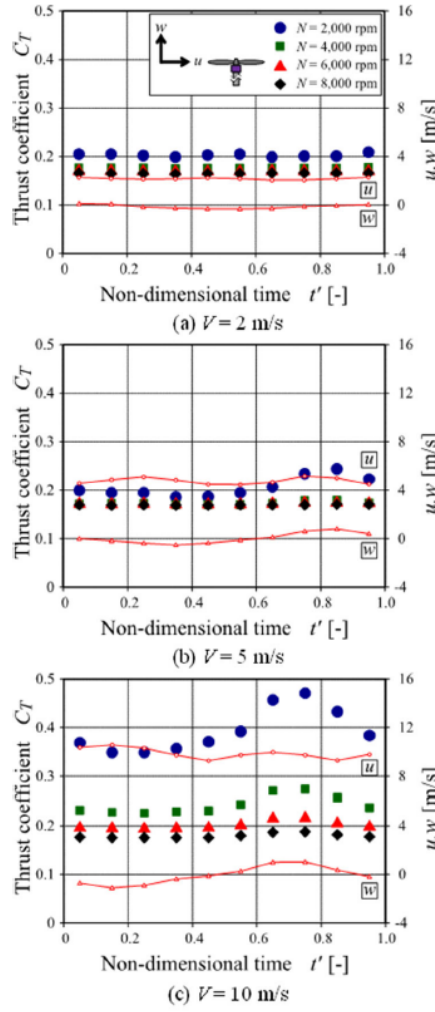 0.5
0.4
0.3
0.2
0.1
0
Thrust coefficient C_T
w
u
N = 2,000 rpm
N = 4,000 rpm
N = 6,000 rpm
N = 8,000 rpm
16
12
8
4
0
-4
u,w [m/s]
u
w
0 0.2 0.4 0.6 0.8 1
Non-dimensional time t' [-]
(a) V = 2 m/s
0.5
0.4
0.3
0.2
0.1
0
Thrust coefficient C_T
16
12
8
4
0
-4
u,w [m/s]
u
w
0 0.2 0.4 0.6 0.8 1
Non-dimensional time t' [-]
(b) V = 5 m/s
0.5
0.4
0.3
0.2
0.1
0
Thrust coefficient C_T
16
12
8
4
0
-4
u,w [m/s]
u
w
0 0.2 0.4 0.6 0.8 1
Non-dimensional time t' [-]
(c) V = 10 m/s